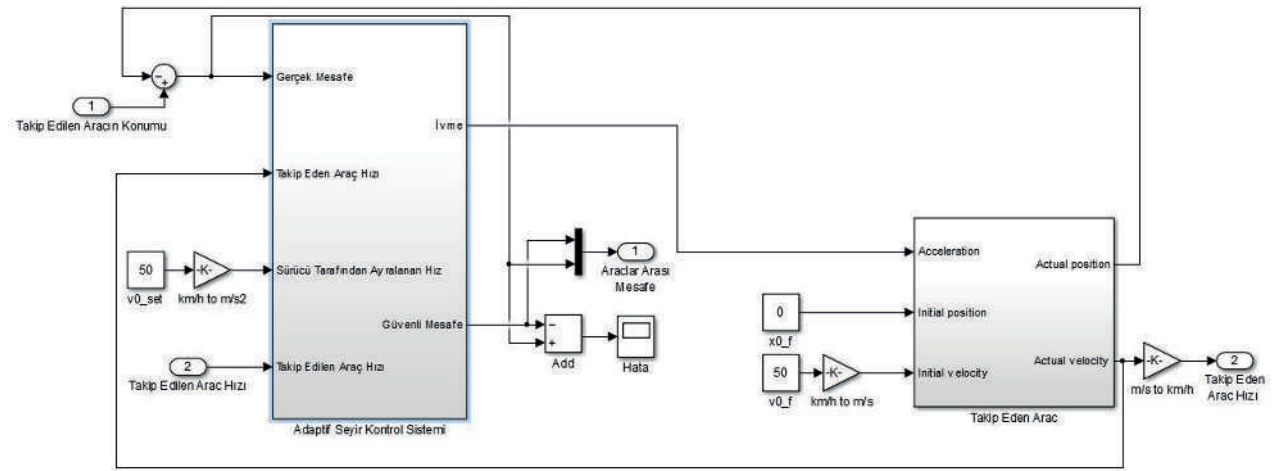 Gerçek Mesafe
1
Takip Edilen Aracın Konumu
İvme
Takip Eden Araç Hızı
50
-K-
v0_set
km/h to m/s2
Sürücü Tarafından Ayralanan Hız
1
Araclar Arası
Mesafe
Güvenli Mesafe
Add
Hata
2
Takip Edilen Arac Hızı
Takip Edilen Araç Hızı
Adaptif Seyir Kontrol Sistemi
Acceleration
Actual position
0
x0_f
Initial position
50
-K-
v0_f
km/h to m/s
Initial velocity
Actual velocity
Takip Eden Arac
-K-
m/s to km/h
2
Takip Eden
Arac Hızı